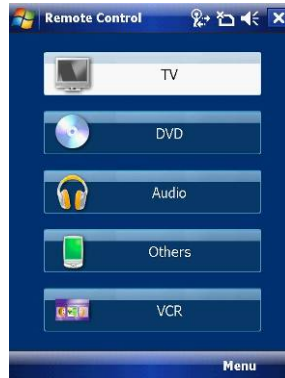 Remote Control
TV
DVD
Audio
Others
VCR
Menu